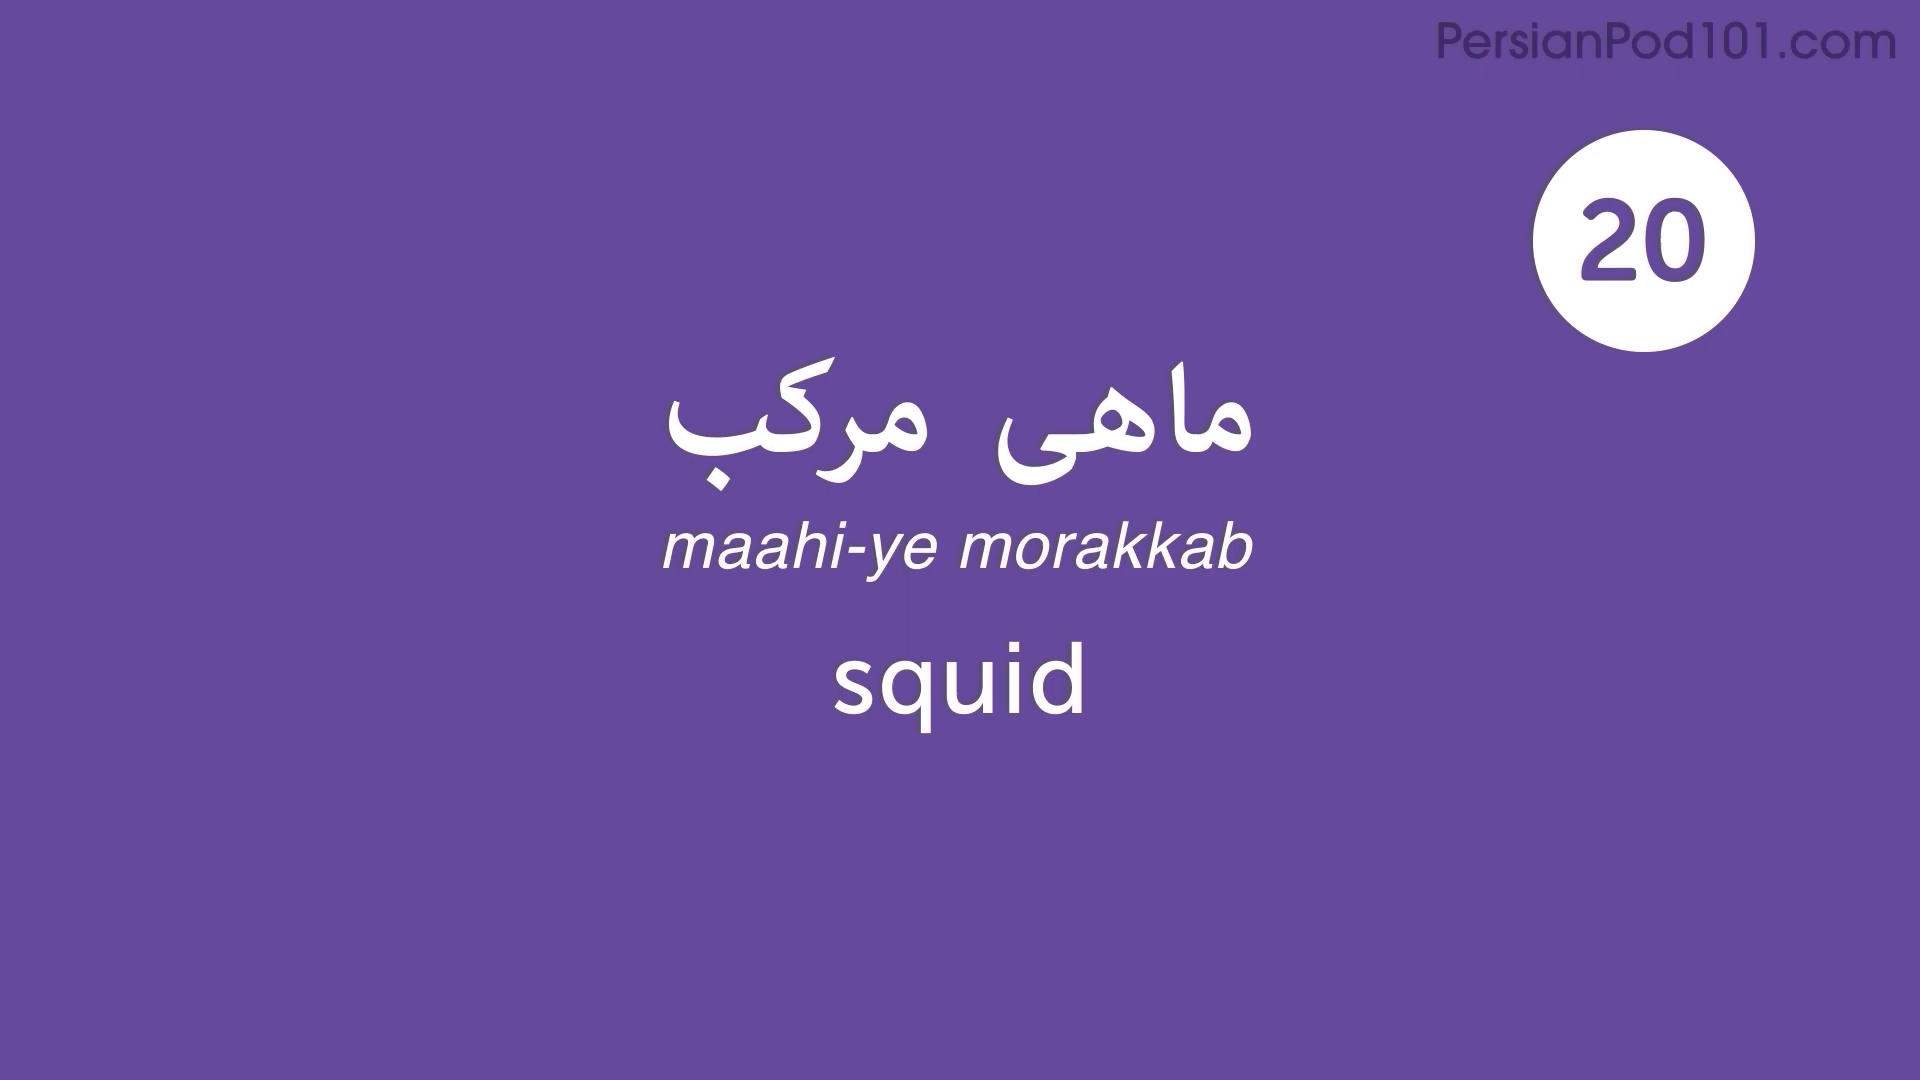 PersianPod101.com
20
ماهی مرکب
maahi-ye morakkab
squid